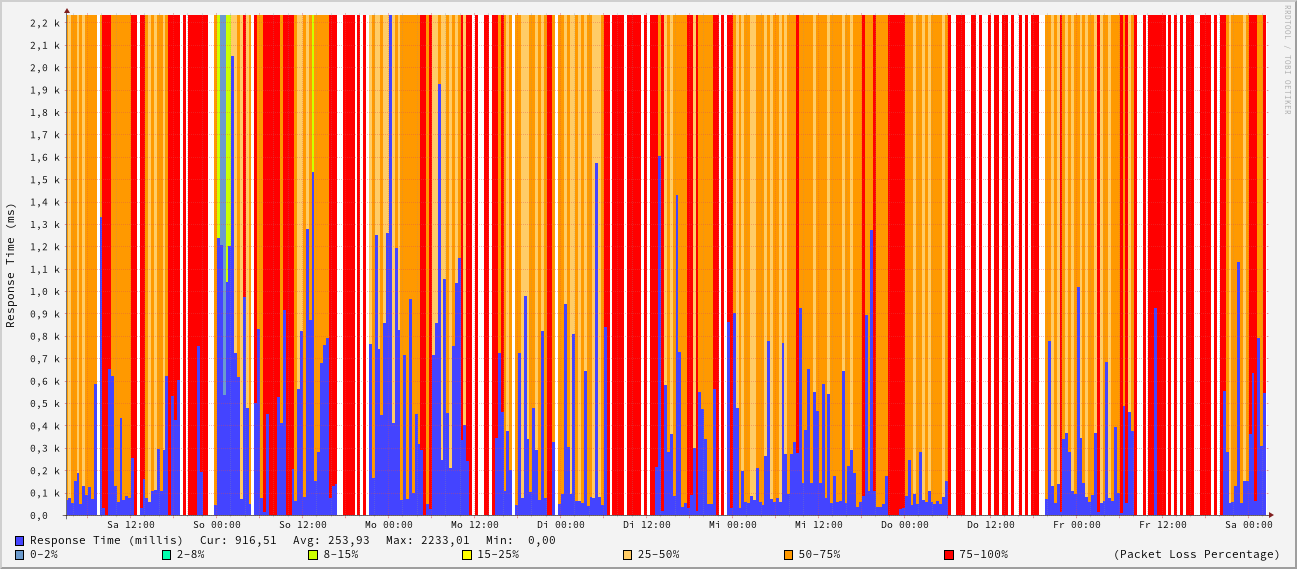 RRDTOOL / TOBI OETIKER
Response Time (ms)
2,2 k
2,1 k
2,0 k
1,9 k
1,8 k
1,7 k
1,6 k
1,5 k
1,4 k
1,3 k
1,2 k
1,1 k
1,0 k
0,9 k
0,8 k
0,7 k
0,6 k
0,5 k
0,4 k
0,3 k
0,2 k
0,1 k
0,0
Sa 12:00 So 00:00 So 12:00 Mo 00:00 Mo 12:00 Di 00:00 Di 12:00 Mi 00:00 Mi 12:00 Do 00:00 Do 12:00 Fr 00:00 Fr 12:00 Sa 00:00
Response Time (millis) Cur: 916,51 Avg: 253,93 Max: 2233,01 Min: 0,00
0-2% 2-8% 8-15% 15-25% 25-50% 50-75% 75-100% (Packet Loss Percentage)